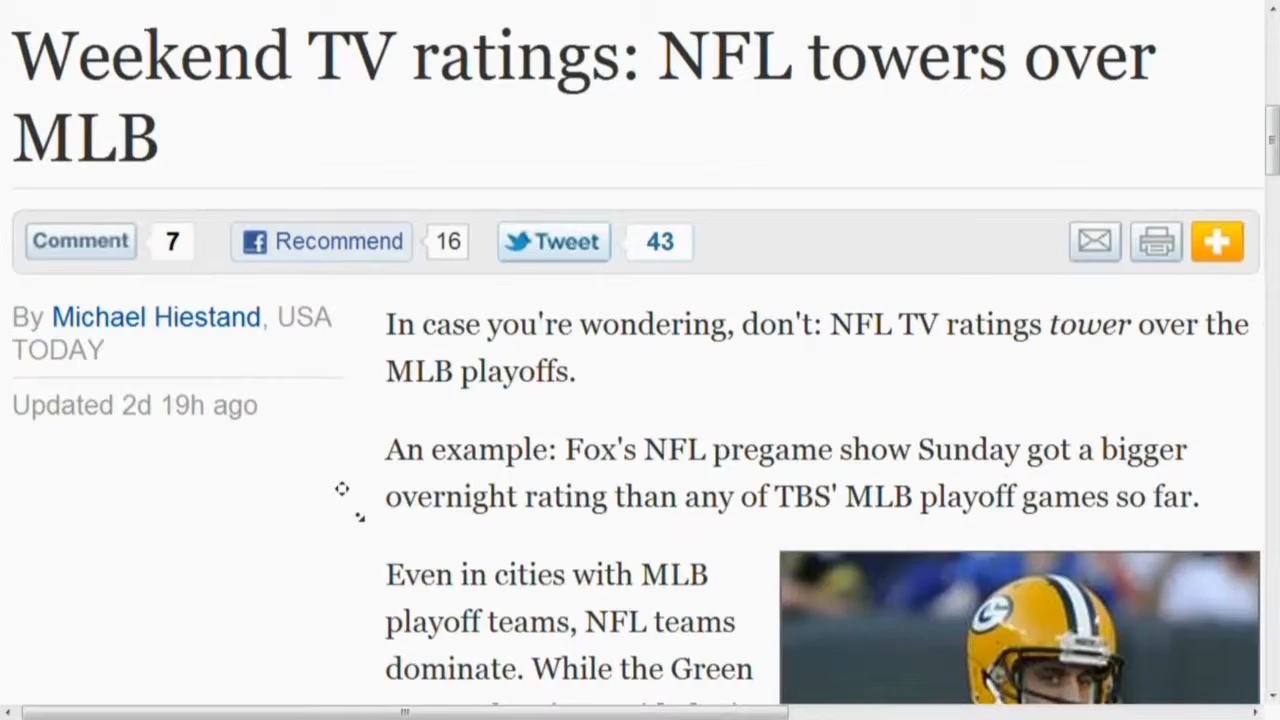 Weekend TV ratings: NFL towers over
MLB
Comment 7 Recommend 16 Tweet 43
By Michael Hiestand, USA
TODAY
Updated 2d 19h ago
In case you're wondering, don't: NFL TV ratings tower over the
MLB playoffs.
An example: Fox's NFL pregame show Sunday got a bigger
overnight rating than any of TBS' MLB playoff games so far.
Even in cities with MLB
playoff teams, NFL teams
dominate. While the Green